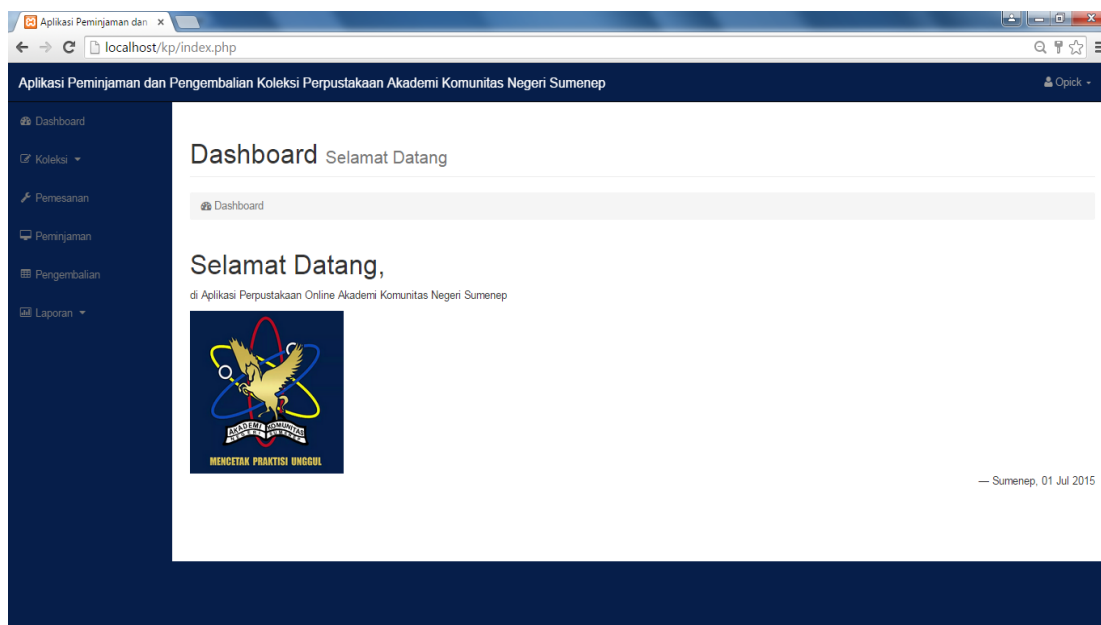 Aplikasi Peminjaman dan
localhost/kp/index.php
Aplikasi Peminjaman dan Pengembalian Koleksi Perpustakaan Akademi Komunitas Negeri Sumenep
Opick
Dashboard
Koleksi
Pemesanan
Peminjaman
Pengembalian
Laporan
Dashboard Selamat Datang
Dashboard
Selamat Datang,
di Aplikasi Perpustakaan Online Akademi Komunitas Negeri Sumenep
AKADEMI KOMUNITAS
NEGERI SUMENEP
MENCETAK PRAKTISI UNGGUL
— Sumenep, 01 Jul 2015